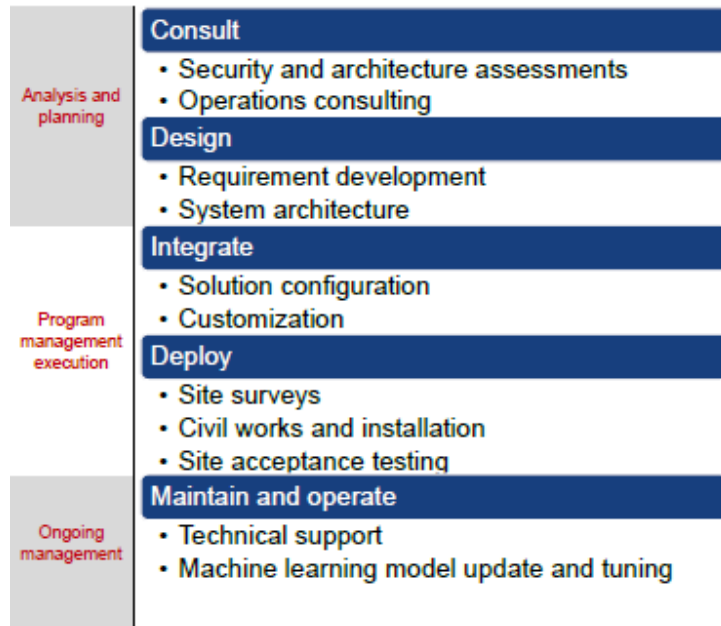 Analysis and
planning
Consult
• Security and architecture assessments
• Operations consulting
Design
• Requirement development
• System architecture
Program
management
execution
Integrate
• Solution configuration
• Customization
Deploy
• Site surveys
• Civil works and installation
• Site acceptance testing
Ongoing
management
Maintain and operate
• Technical support
• Machine learning model update and tuning